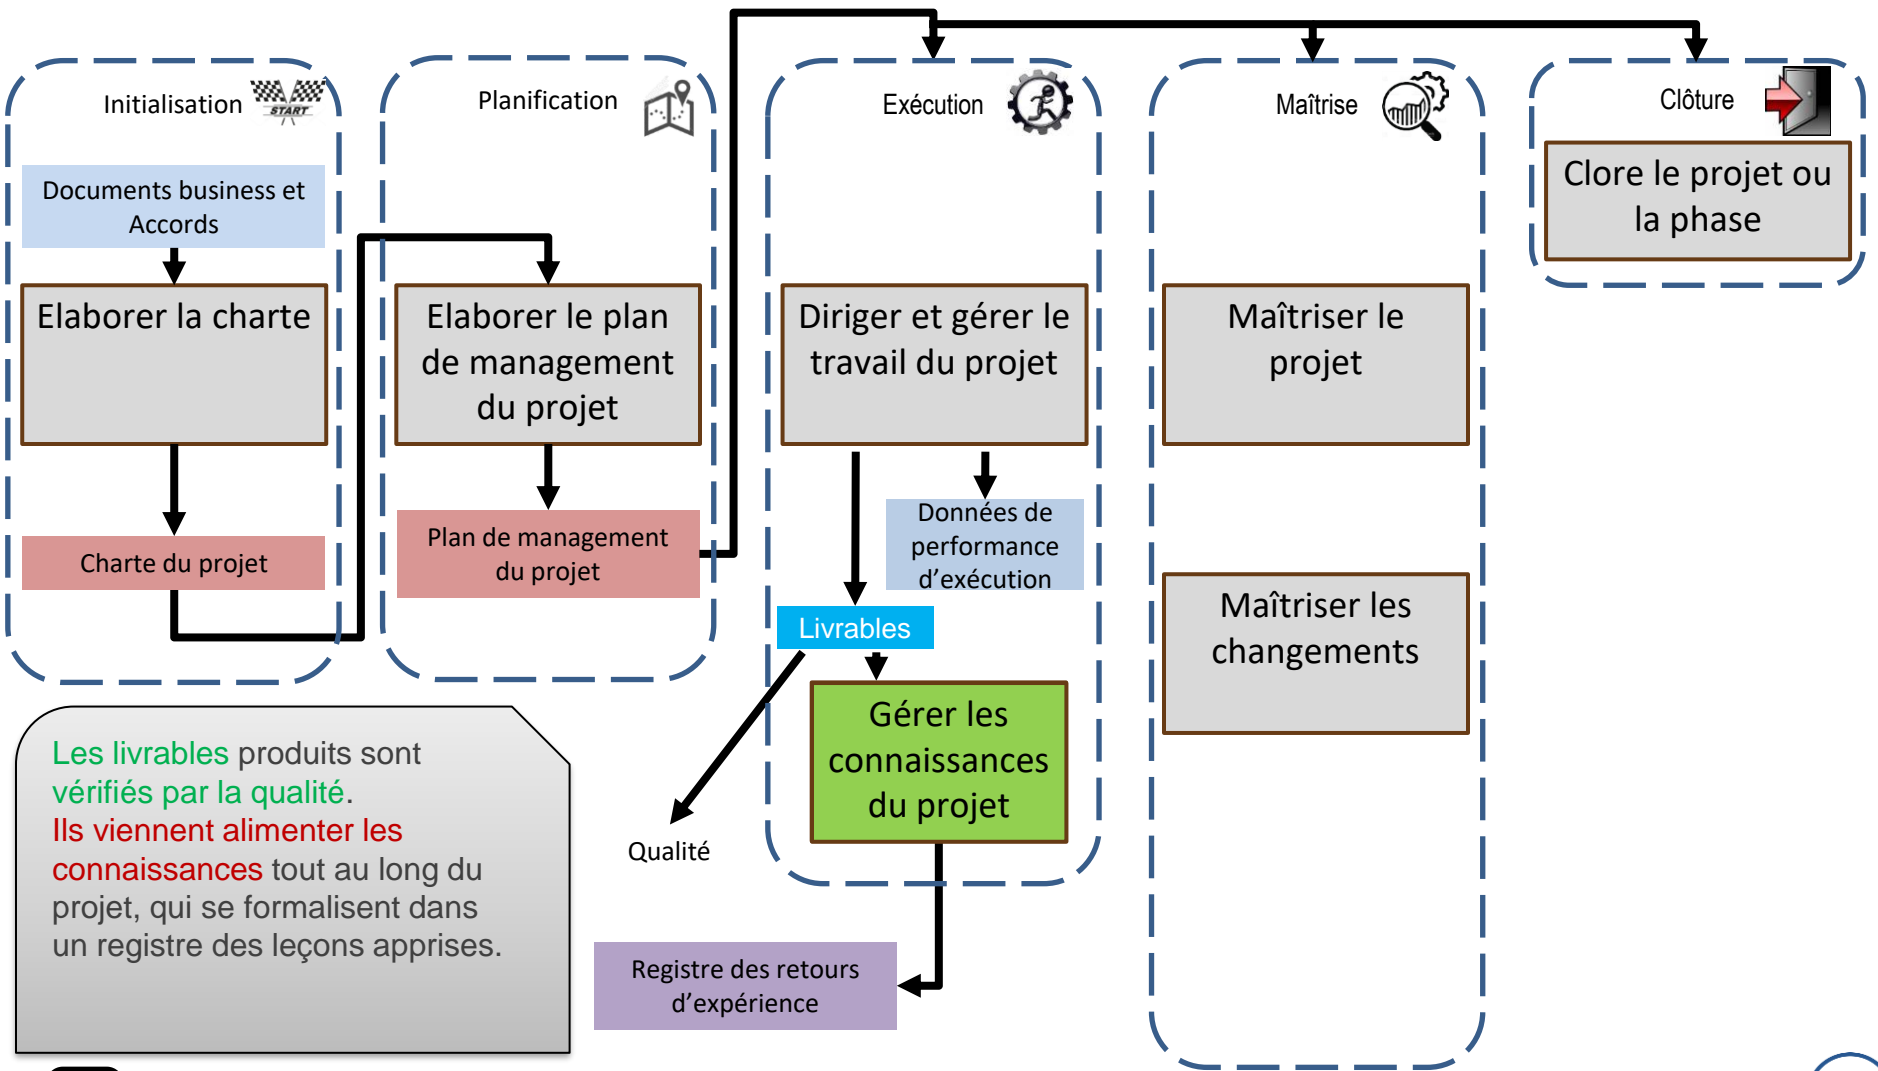 Initialisation
START
Documents business et
Accords
Elaborer la charte
Charte du projet
Planification
Elaborer le plan
de management
du projet
Plan de management
du projet
Exécution
Diriger et gérer le
travail du projet
Données de
performance
d’exécution
Livrables
Gérer les
connaissances
du projet
Qualité
Registre des retours
d’expérience
Maîtrise
Maîtriser le
projet
Maîtriser les
changements
Clôture
Clore le projet ou
la phase
Les livrables produits sont
vérifiés par la qualité.
Ils viennent alimenter les
connaissances tout au long du
projet, qui se formalisent dans
un registre des leçons apprises.